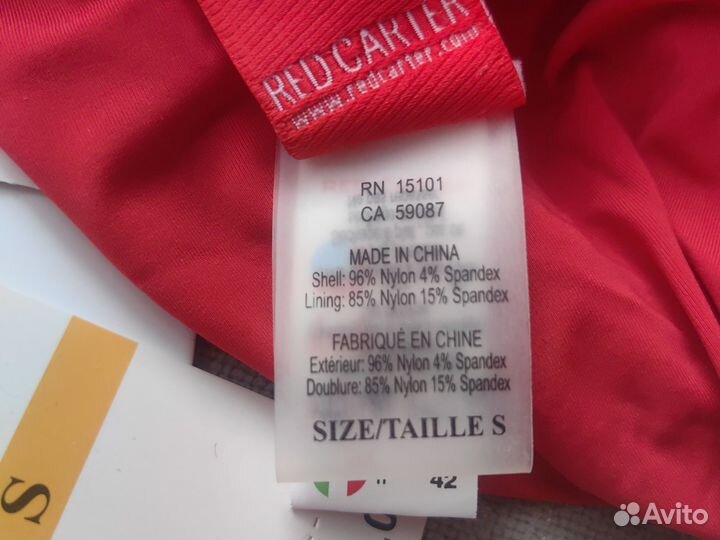 RED CARTER
www.redcarter.com
RN 15101
CA 59087
MADE IN CHINA
Shell: 96% Nylon 4% Spandex
Lining: 85% Nylon 15% Spandex
FABRIQUÉ EN CHINE
Extérieur: 96% Nylon 4% Spandex
Doublure: 85% Nylon 15% Spandex
SIZE/TAILLE S
42
S
Avito